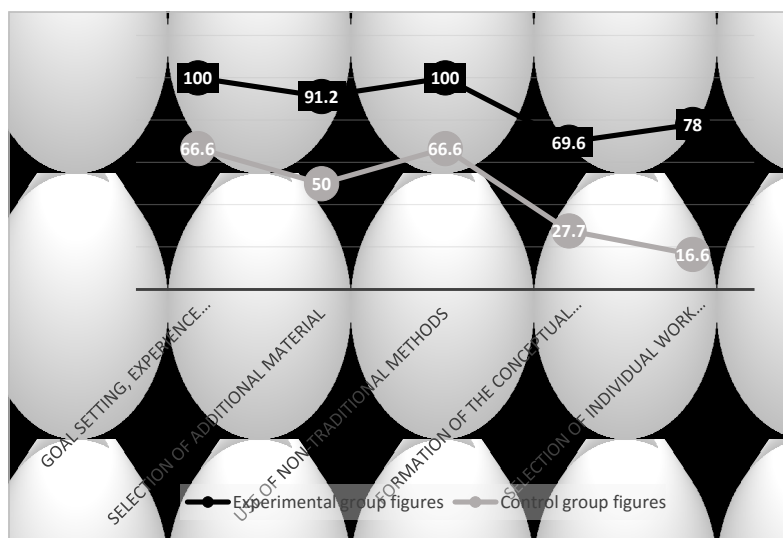 100
91.2
100
69.6
78
66.6
50
66.6
27.7
16.6
GOAL SETTING, EXPERIENCE…
SELECTION OF ADDITIONAL MATERIAL
USE OF NON-TRADITIONAL METHODS
FORMATION OF THE CONCEPTUAL…
SELECTION OF INDIVIDUAL WORK…
Experimental group figures
Control group figures